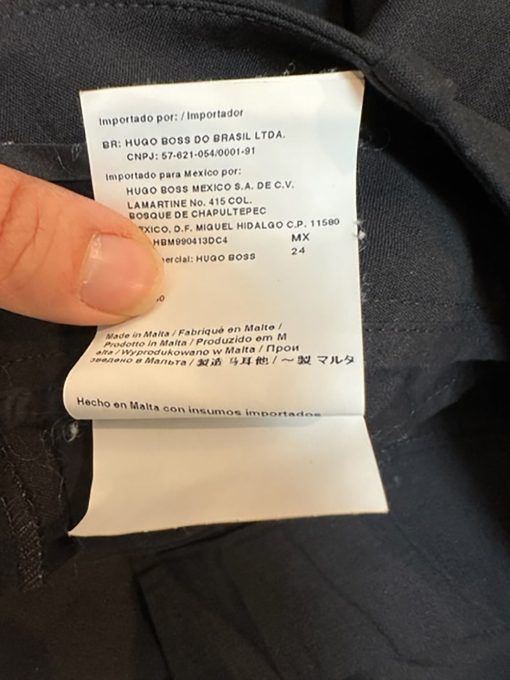 Importado por: / Importador
BR: HUGO BOSS DO BRASIL LTDA.
CNPJ: 57-621-054/0001-91
Importado para Mexico por:
HUGO BOSS MEXICO S.A. DE C.V.
LAMARTINE No. 415 COL.
BOSQUE DE CHAPULTEPEC
EXICO, D.F. MIGUEL HIDALGO C.P. 11580
HBM990413DC4 MX
ercial: HUGO BOSS 24
Made in Malta / Fabriqué en Malte /
Prodotto in Malta / Produzido em M
alta / Wyprodukowano w Malta / Прои
зведено в Мальта / 製造 马耳他 / ～製 マルタ
Hecho en Malta con insumos importados